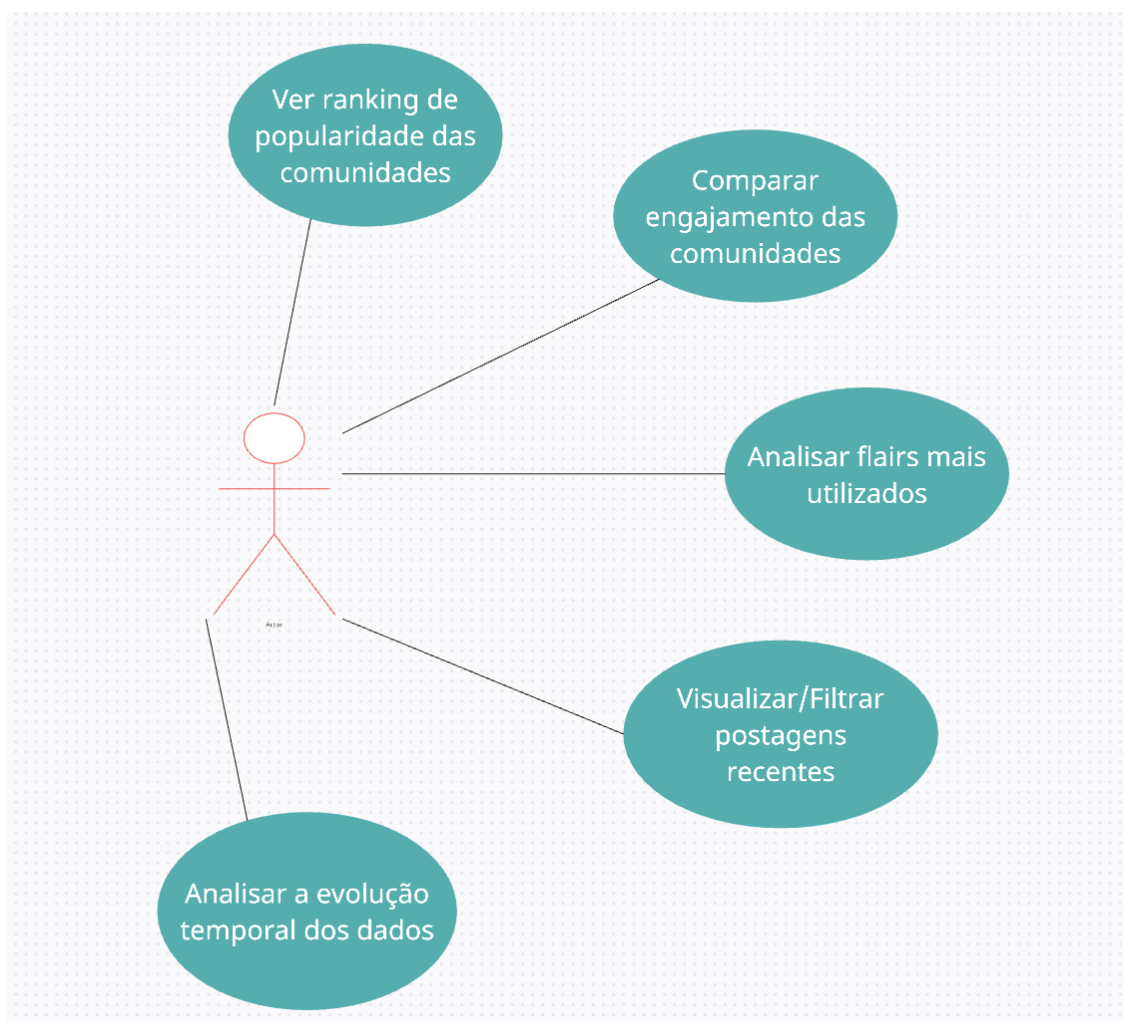 Ver ranking de
popularidade das
comunidades
Comparar
engajamento das
comunidades
Analisar flairs mais
utilizados
Visualizar/Filtrar
postagens
recentes
Analisar a evolução
temporal dos dados